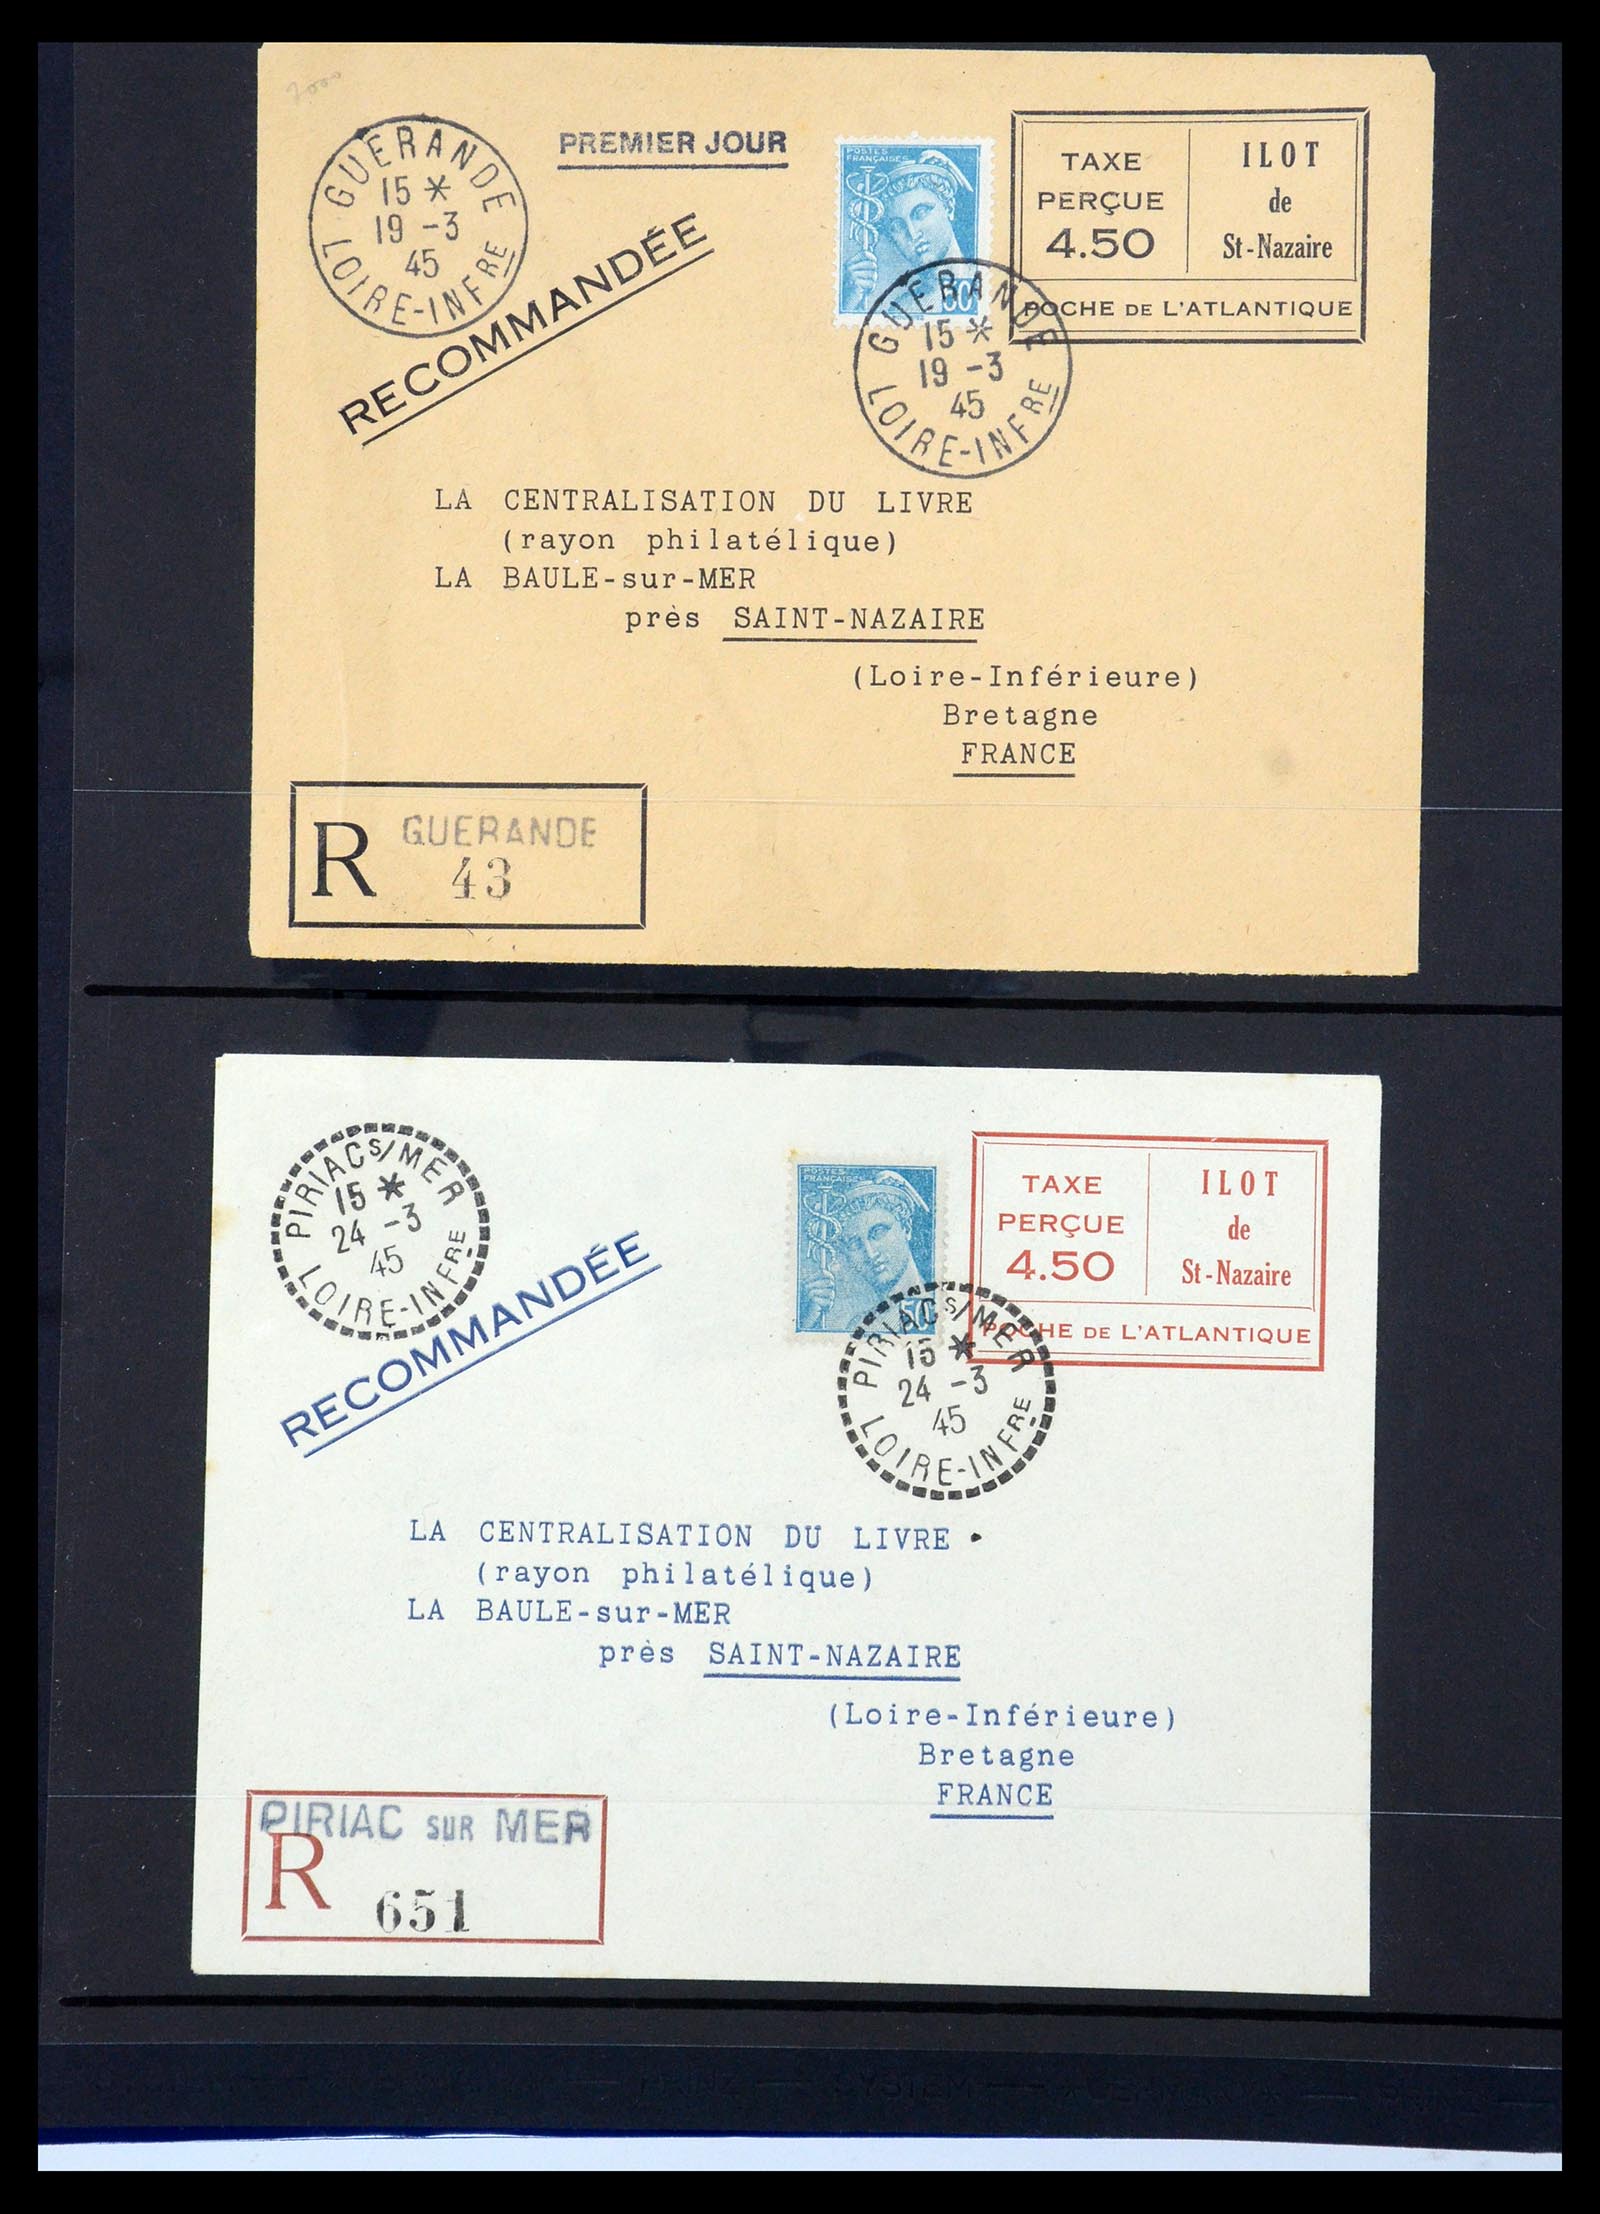 PREMIER JOUR
GUERANDE
15 *
19 -3
45
LOIRE-INFRE
RECOMMANDÉE
POSTES
FRANÇAISES
50
TAXE
PERÇUE
4.50
ILOT
de
St-Nazaire
POCHE DE L'ATLANTIQUE
GUERANDE
15 *
19 -3
45
LOIRE-INFRE
LA CENTRALISATION DU LIVRE
(rayon philatélique)
LA BAULE-sur-MER
près SAINT-NAZAIRE
(Loire-Inférieure)
Bretagne
FRANCE
R GUERANDE
43
PIRIAC S/MER
15 *
24 -3
45
LOIRE-INFRE
RECOMMANDÉE
POSTES
FRANÇAISES
50
TAXE
PERÇUE
4.50
ILOT
de
St-Nazaire
POCHE DE L'ATLANTIQUE
PIRIAC S/MER
15 *
24 -3
45
LOIRE-INFRE
LA CENTRALISATION DU LIVRE
(rayon philatélique)
LA BAULE-sur-MER
près SAINT-NAZAIRE
(Loire-Inférieure)
Bretagne
FRANCE
PIRIAC SUR MER
R
651
PRINZ SYSTEM